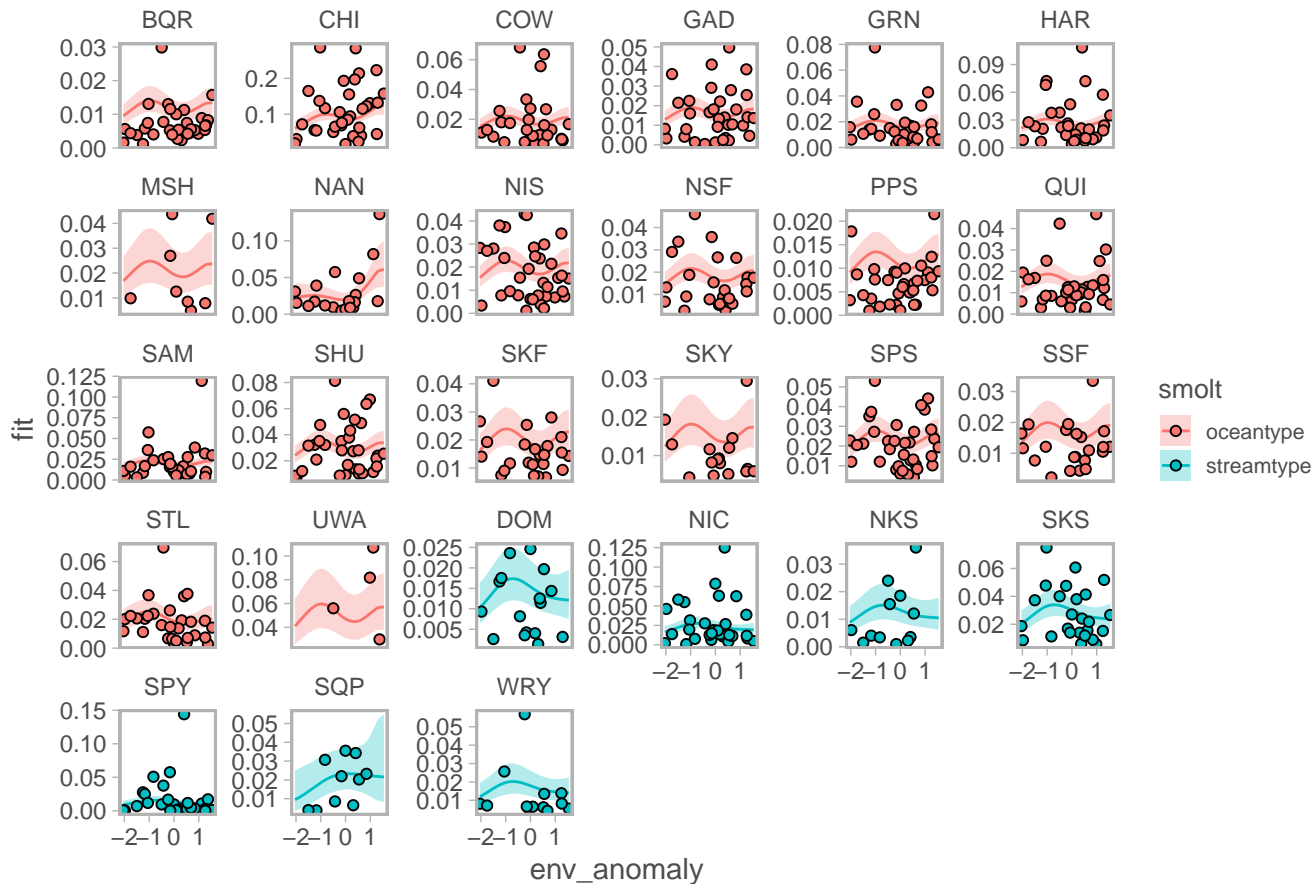 BQR CHI COW GAD GRN HAR
0.03 0.02 0.01 0.00
0.2 0.1
0.06 0.04 0.02
0.05 0.04 0.03 0.02 0.01 0.00
0.08 0.06 0.04 0.02 0.00
0.09 0.06 0.03
MSH NAN NIS NSF PPS QUI
0.04 0.03 0.02 0.01
0.10 0.05 0.00
0.04 0.03 0.02 0.01 0.00
0.04 0.03 0.02 0.01
0.020 0.015 0.010 0.005 0.000
0.04 0.03 0.02 0.01
SAM SHU SKF SKY SPS SSF
0.125 0.100 0.075 0.050 0.025 0.000
0.08 0.06 0.04 0.02
0.04 0.03 0.02 0.01
0.03 0.02 0.01
0.05 0.04 0.03 0.02 0.01
0.03 0.02 0.01
STL UWA DOM NIC NKS SKS
0.06 0.04 0.02 0.00
0.10 0.08 0.06 0.04
0.025 0.020 0.015 0.010 0.005
0.125 0.100 0.075 0.050 0.025 0.000
0.03 0.02 0.01 0.00
0.06 0.04 0.02
−2−1 0 1
−2−1 0 1
−2−1 0 1
SPY SQP WRY
0.15 0.10 0.05 0.00
0.05 0.04 0.03 0.02 0.01
0.05 0.04 0.03 0.02 0.01
−2−1 0 1
−2−1 0 1
−2−1 0 1
env_anomaly
fit
smolt
oceantype
streamtype